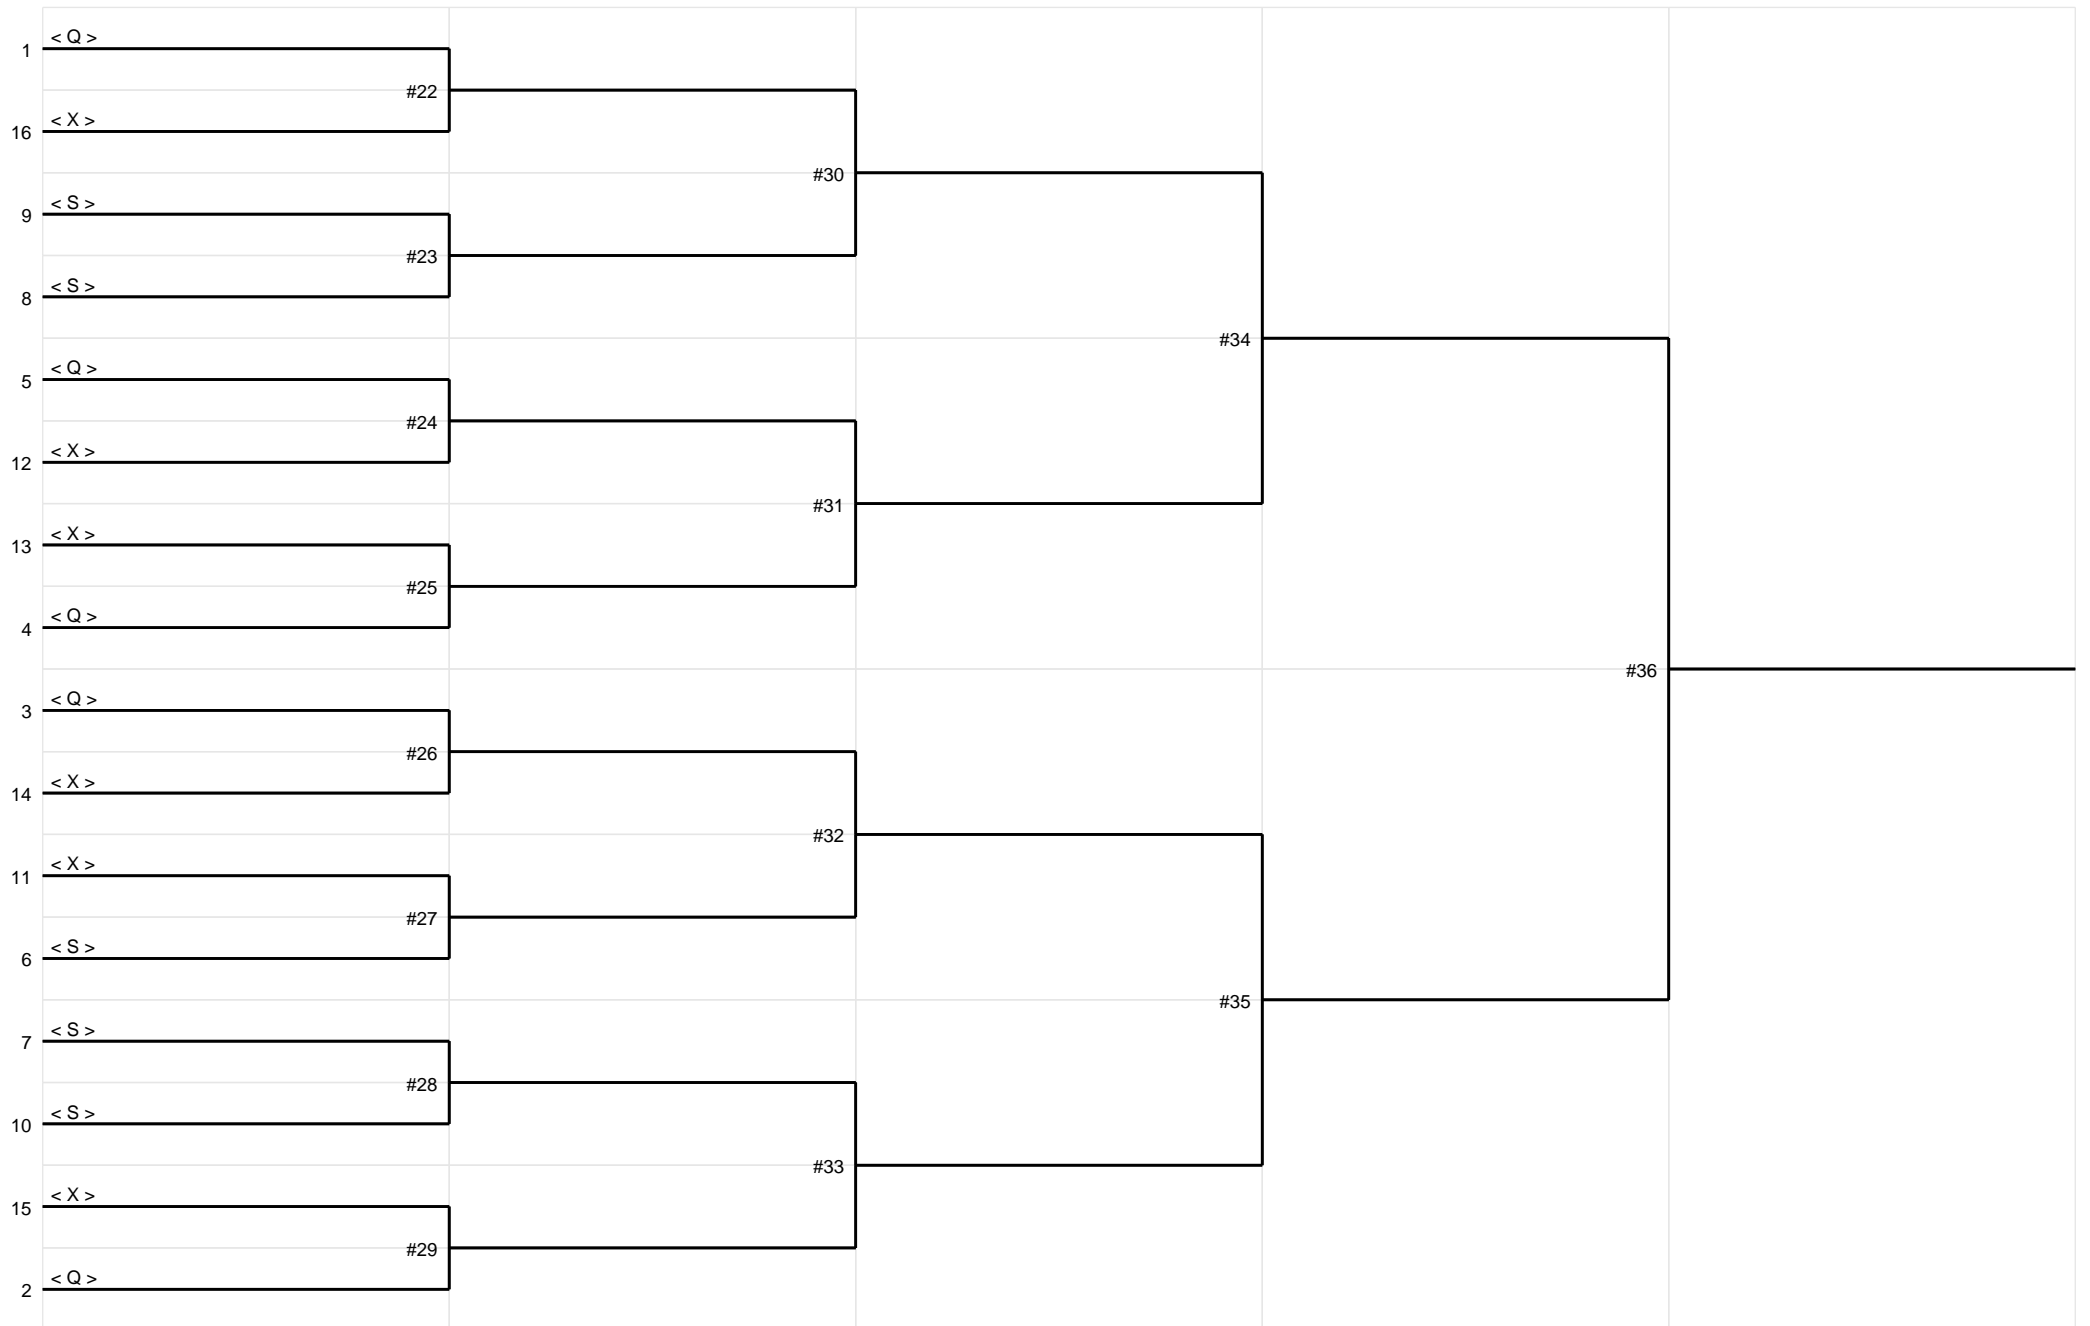 < Q >
1
#22
< X >
16
#30
< S >
9
#23
< S >
8
#34
< Q >
5
#24
< X >
12
#31
< X >
13
#25
< Q >
4
#36
< Q >
3
#26
< X >
14
#32
< X >
11
#27
< S >
6
#35
< S >
7
#28
< S >
10
#33
< X >
15
#29
< Q >
2